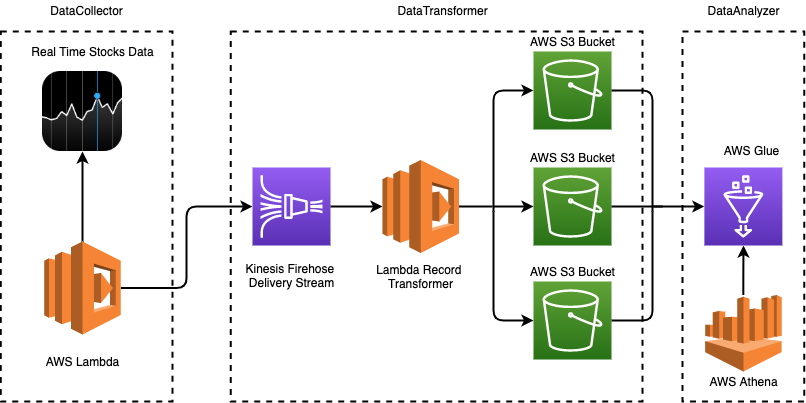 DataCollector
DataTransformer
DataAnalyzer
Real Time Stocks Data
AWS S3 Bucket
AWS Glue
AWS S3 Bucket
Kinesis Firehose
Delivery Stream
Lambda Record
Transformer
AWS S3 Bucket
AWS Lambda
AWS Athena